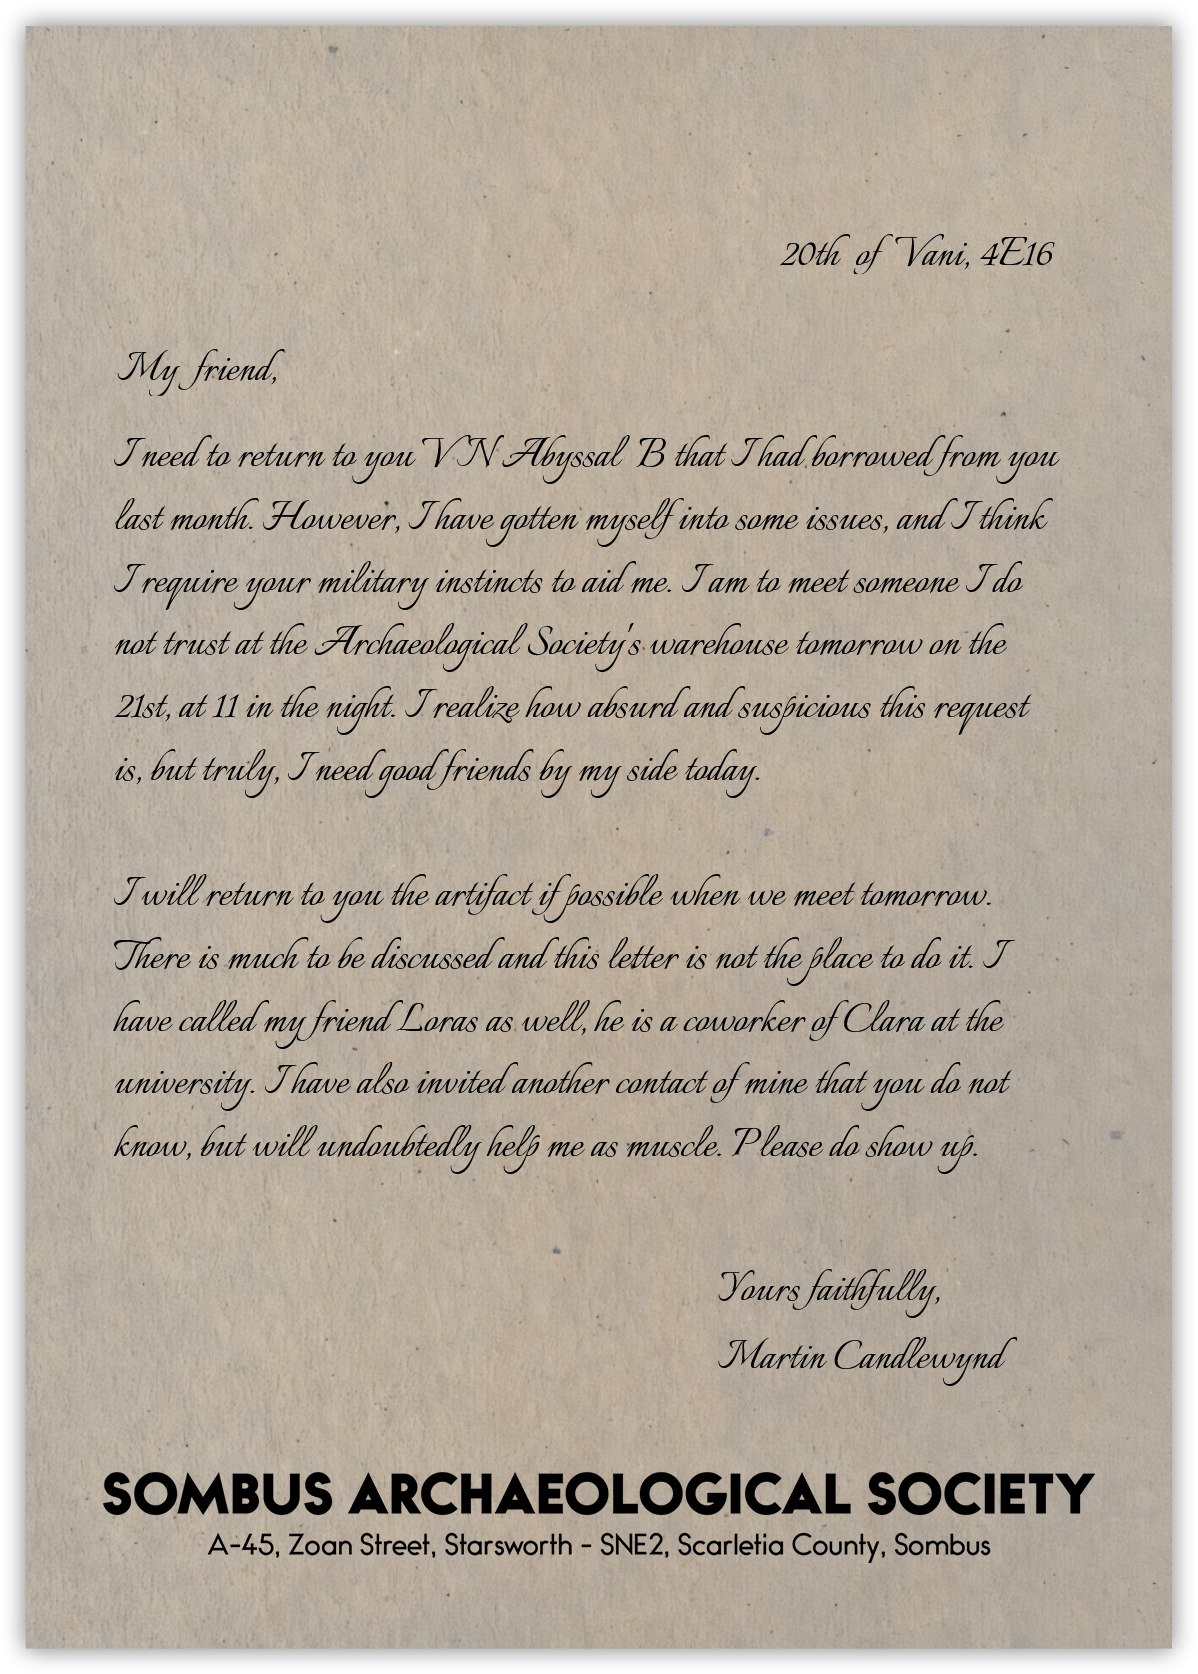 20th of Vani, 4E16
My friend,
I need to return to you VN Abyssal B that I had borrowed from you
last month. However, I have gotten myself into some issues, and I think
I require your military instincts to aid me. I am to meet someone I do
not trust at the Archaeological Society's warehouse tomorrow on the
21st, at 11 in the night. I realize how absurd and suspicious this request
is, but truly, I need good friends by my side today.
I will return to you the artifact if possible when we meet tomorrow.
There is much to be discussed and this letter is not the place to do it. I
have called my friend Loras as well, he is a coworker of Clara at the
university. I have also invited another contact of mine that you do not
know, but will undoubtedly help me as muscle. Please do show up.
Yours faithfully,
Martin Candlewynd
SOMBUS ARCHAEOLOGICAL SOCIETY
A-45, Zoan Street, Starsworth - SNE2, Scarletia County, Sombus